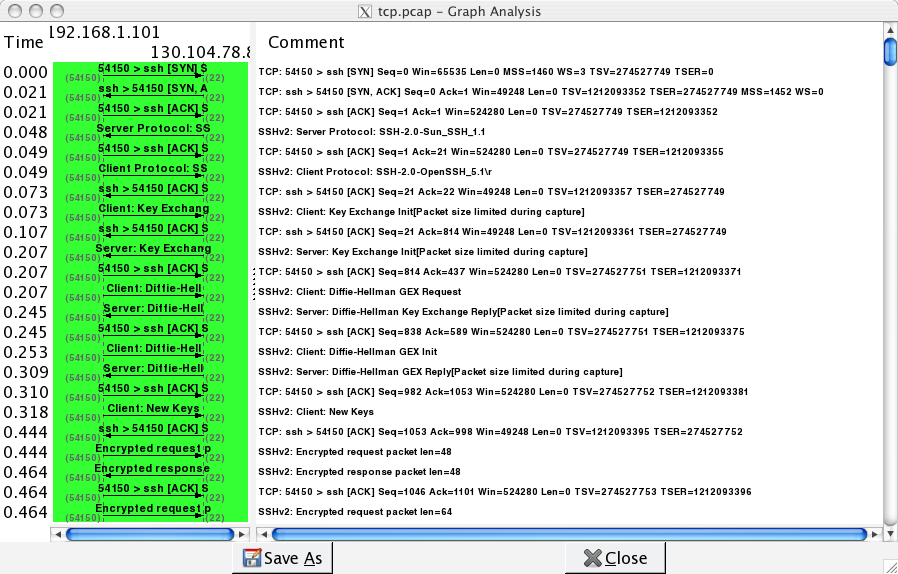 tcp.pcap - Graph Analysis
192.168.1.101
Time 130.104.78.8 Comment
0.000 54150 > ssh [SYN] S (54150) (22) TCP: 54150 > ssh [SYN] Seq=0 Win=65535 Len=0 MSS=1460 WS=3 TSV=274527749 TSER=0
0.021 ssh > 54150 [SYN, A (54150) (22) TCP: ssh > 54150 [SYN, ACK] Seq=0 Ack=1 Win=49248 Len=0 TSV=1212093352 TSER=274527749 MSS=1452 WS=0
0.021 54150 > ssh [ACK] S (54150) (22) TCP: 54150 > ssh [ACK] Seq=1 Ack=1 Win=524280 Len=0 TSV=274527749 TSER=1212093352
0.048 Server Protocol: SS (54150) (22) SSHv2: Server Protocol: SSH-2.0-Sun_SSH_1.1
0.049 54150 > ssh [ACK] S (54150) (22) TCP: 54150 > ssh [ACK] Seq=1 Ack=21 Win=524280 Len=0 TSV=274527749 TSER=1212093355
0.049 Client Protocol: SS (54150) (22) SSHv2: Client Protocol: SSH-2.0-OpenSSH_5.1\r
0.073 ssh > 54150 [ACK] S (54150) (22) TCP: ssh > 54150 [ACK] Seq=21 Ack=22 Win=49248 Len=0 TSV=1212093357 TSER=274527749
0.073 Client: Key Exchang (54150) (22) SSHv2: Client: Key Exchange Init[Packet size limited during capture]
0.107 ssh > 54150 [ACK] S (54150) (22) TCP: ssh > 54150 [ACK] Seq=21 Ack=814 Win=49248 Len=0 TSV=1212093361 TSER=274527749
0.207 Server: Key Exchang (54150) (22) SSHv2: Server: Key Exchange Init[Packet size limited during capture]
0.207 54150 > ssh [ACK] S (54150) (22) TCP: 54150 > ssh [ACK] Seq=814 Ack=437 Win=524280 Len=0 TSV=274527751 TSER=1212093371
0.207 Client: Diffie-Hell (54150) (22) SSHv2: Client: Diffie-Hellman GEX Request
0.245 Server: Diffie-Hell (54150) (22) SSHv2: Server: Diffie-Hellman Key Exchange Reply[Packet size limited during capture]
0.245 54150 > ssh [ACK] S (54150) (22) TCP: 54150 > ssh [ACK] Seq=838 Ack=589 Win=524280 Len=0 TSV=274527751 TSER=1212093375
0.253 Client: Diffie-Hell (54150) (22) SSHv2: Client: Diffie-Hellman GEX Init
0.309 Server: Diffie-Hell (54150) (22) SSHv2: Server: Diffie-Hellman GEX Reply[Packet size limited during capture]
0.310 54150 > ssh [ACK] S (54150) (22) TCP: 54150 > ssh [ACK] Seq=982 Ack=1053 Win=524280 Len=0 TSV=274527752 TSER=1212093381
0.318 Client: New Keys (54150) (22) SSHv2: Client: New Keys
0.444 ssh > 54150 [ACK] S (54150) (22) TCP: ssh > 54150 [ACK] Seq=1053 Ack=998 Win=49248 Len=0 TSV=1212093395 TSER=274527752
0.444 Encrypted request p (54150) (22) SSHv2: Encrypted request packet len=48
0.464 Encrypted response (54150) (22) SSHv2: Encrypted response packet len=48
0.464 54150 > ssh [ACK] S (54150) (22) TCP: 54150 > ssh [ACK] Seq=1046 Ack=1101 Win=524280 Len=0 TSV=274527753 TSER=1212093396
0.464 Encrypted request p (54150) (22) SSHv2: Encrypted request packet len=64
Save As Close